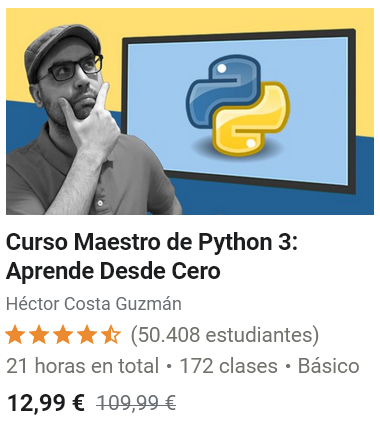 Curso Maestro de Python 3:
Aprende Desde Cero
Héctor Costa Guzmán
(50.408 estudiantes)
21 horas en total • 172 clases • Básico
12,99 € 109,99 €